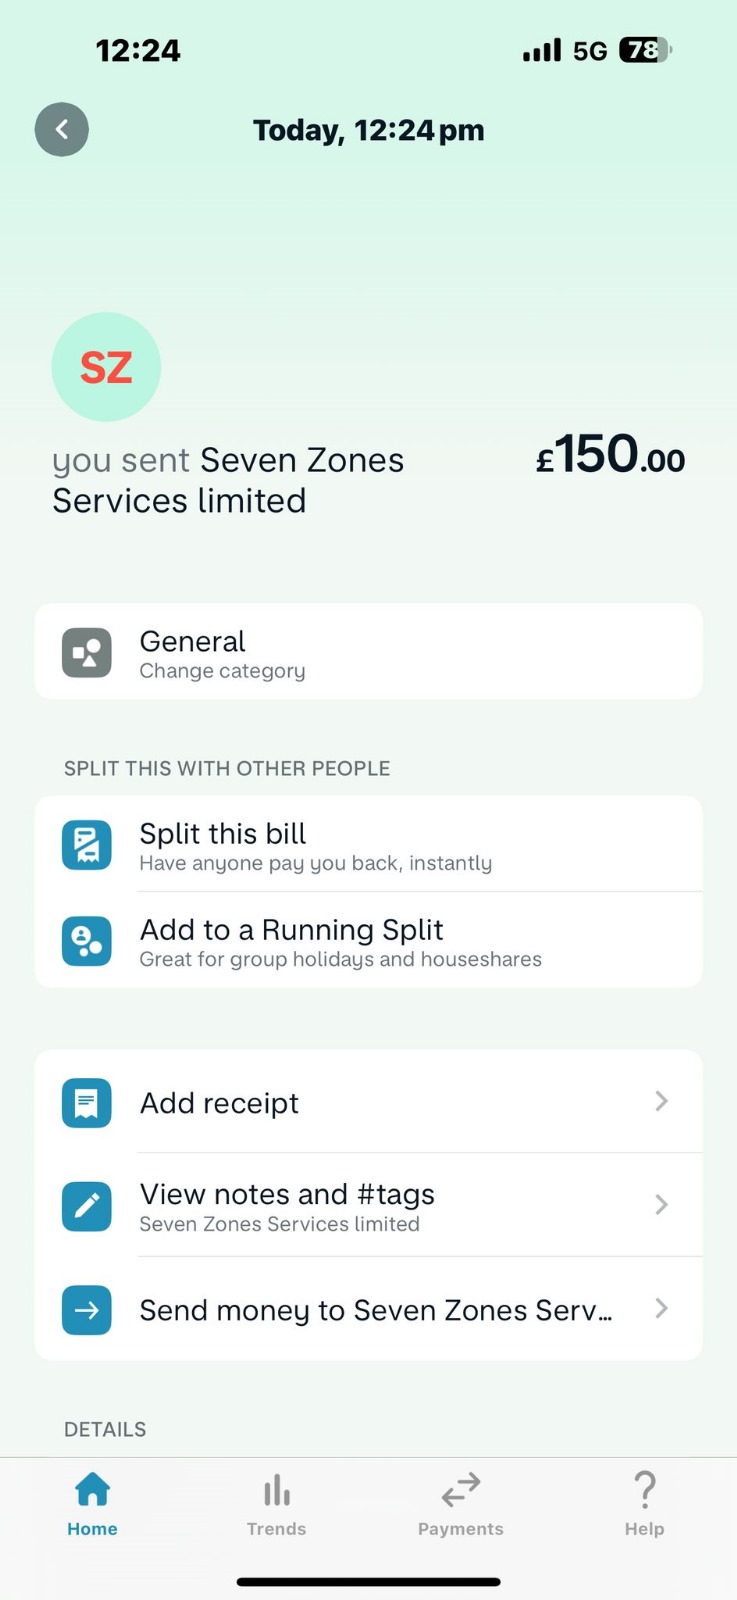 12:24
5G 78
Today, 12:24pm
SZ
you sent Seven Zones
Services limited
£150.00
General
Change category
SPLIT THIS WITH OTHER PEOPLE
Split this bill
Have anyone pay you back, instantly
Add to a Running Split
Great for group holidays and houseshares
Add receipt
View notes and #tags
Seven Zones Services limited
Send money to Seven Zones Serv...
DETAILS
Home
Trends
Payments
Help